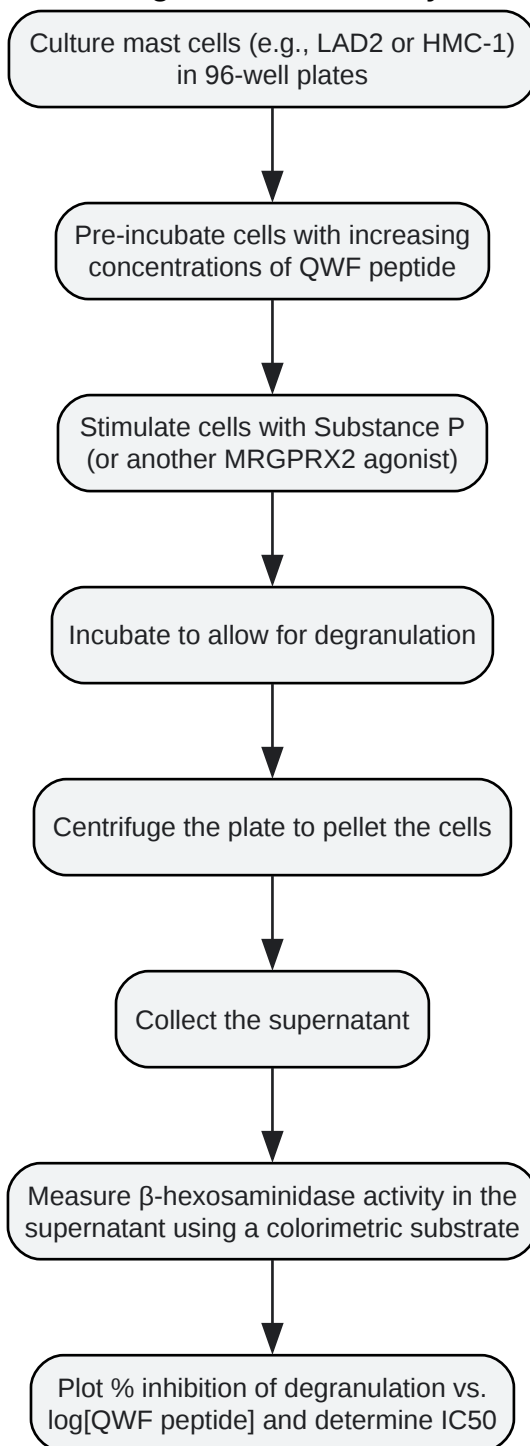 Culture mast cells (e.g., LAD2 or HMC-1)
in 96-well plates
Pre-incubate cells with increasing
concentrations of QWF peptide
Stimulate cells with Substance P
(or another MRGPRX2 agonist)
Incubate to allow for degranulation
Centrifuge the plate to pellet the cells
Collect the supernatant
Measure β-hexosaminidase activity in the
supernatant using a colorimetric substrate
Plot % inhibition of degranulation vs.
log[QWF peptide] and determine IC50